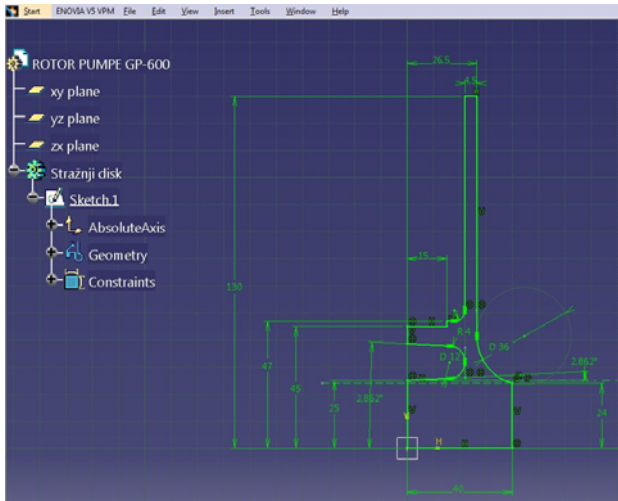 Start ENOVIA V5 VPM File Edit View Insert Tools Window Help
ROTOR PUMPE GP-600
xy plane
yz plane
zx plane
Stražnji disk
Sketch.1
AbsoluteAxis
Geometry
Constraints
26.5
4.5
130
15
R 4
D 36
D 12
2,862°
47
45
2,862°
25
24
V
H
40